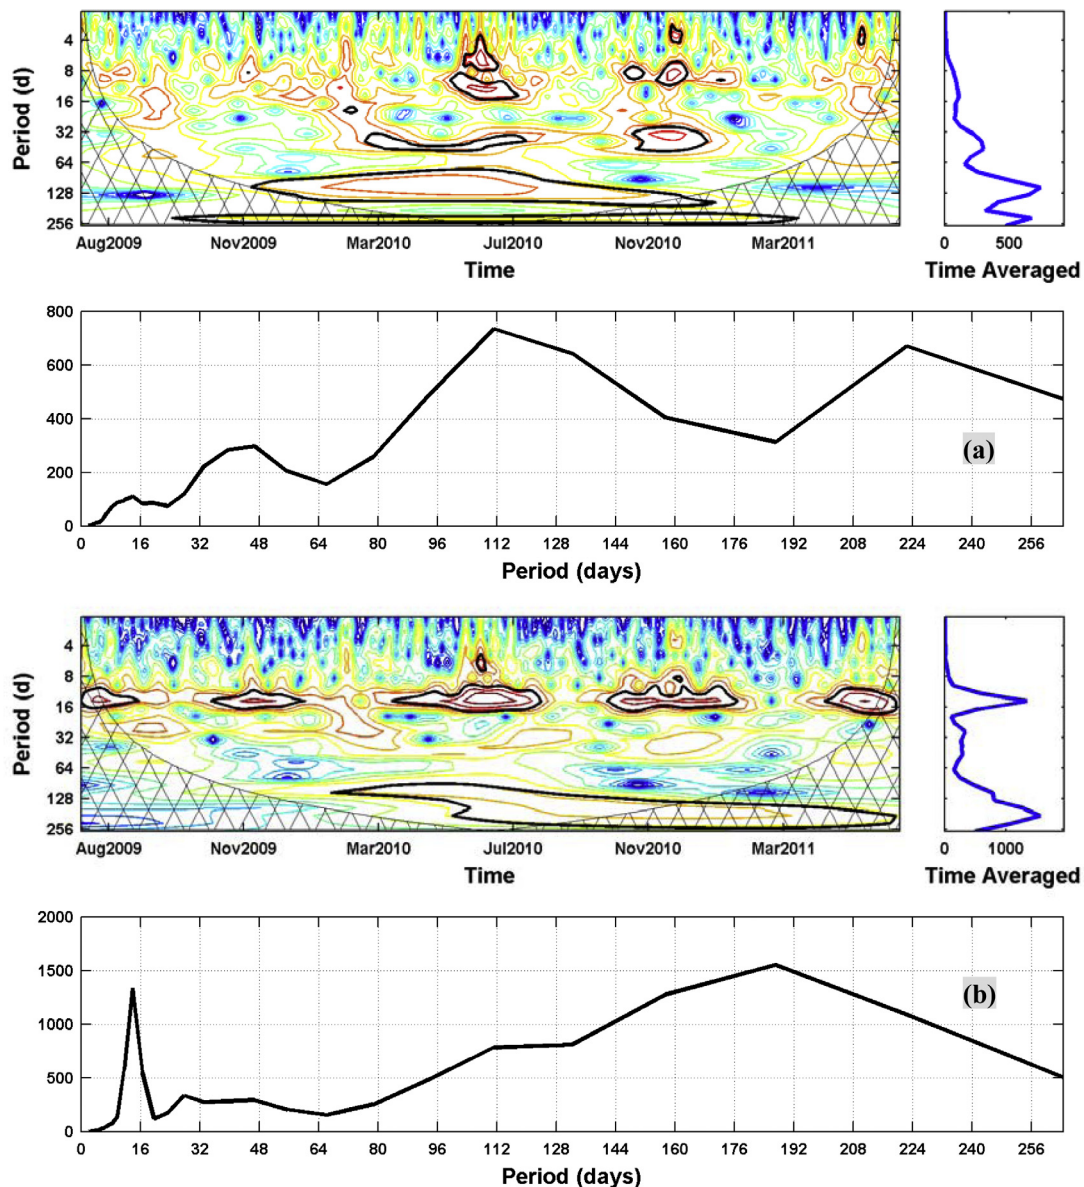 Period (d)
4
8
16
32
64
128
256
Aug2009 Nov2009 Mar2010 Jul2010 Nov2010 Mar2011
Time
0 500
Time Averaged
800
600
400
200
0
0 16 32 48 64 80 96 112 128 144 160 176 192 208 224 240 256
Period (days)
(a)
Period (d)
4
8
16
32
64
128
256
Aug2009 Nov2009 Mar2010 Jul2010 Nov2010 Mar2011
Time
0 1000
Time Averaged
2000
1500
1000
500
0
0 16 32 48 64 80 96 112 128 144 160 176 192 208 224 240 256
Period (days)
(b)